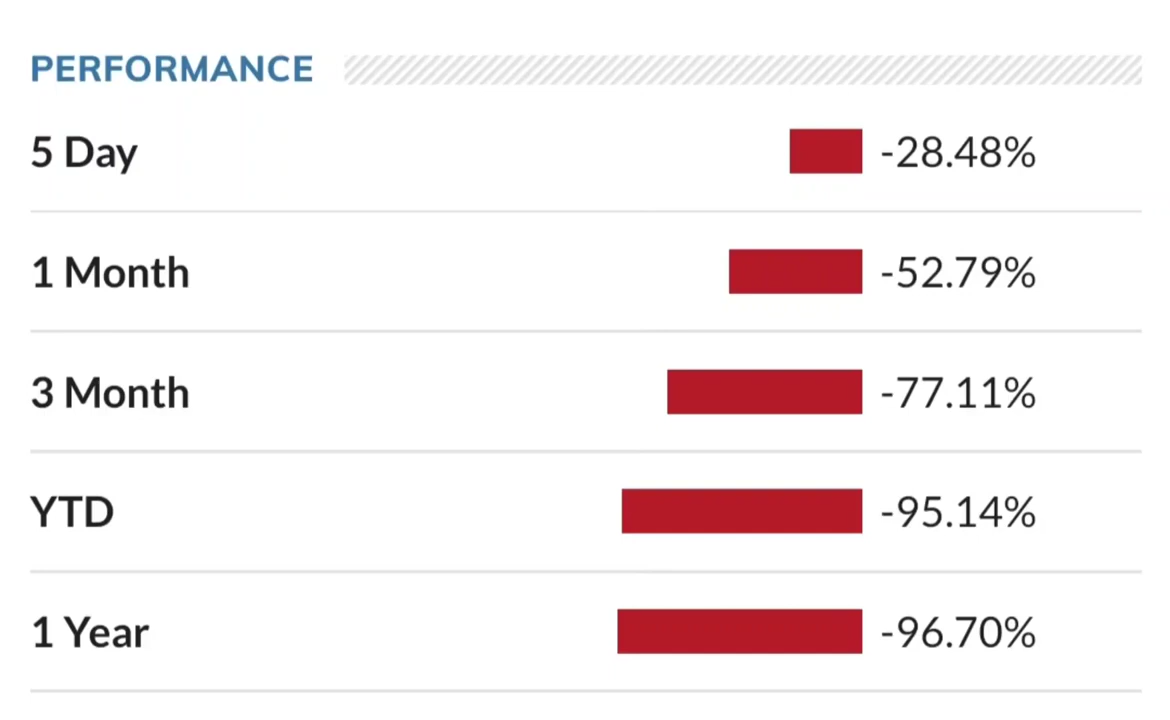 PERFORMANCE
5 Day -28.48%
1 Month -52.79%
3 Month -77.11%
YTD -95.14%
1 Year -96.70%